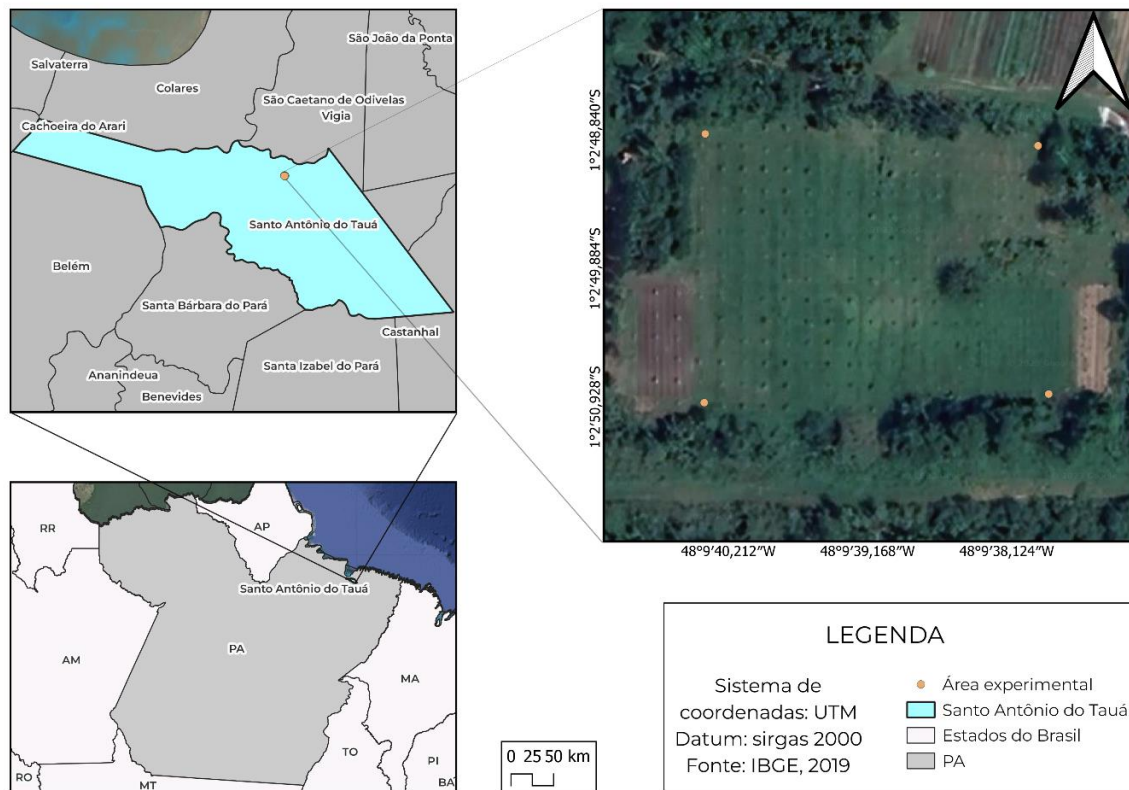 São João da Ponta
Salvaterra
Colares
São Caetano de Odivelas
Vigia
Cachoeira do Arari
Santo Antônio do Tauá
Belém
Santa Bárbara do Pará
Castanhal
Santa Izabel do Pará
Ananindeua
Benevides
1°2'48,840"S
1°2'49,884"S
1°2'50,928"S
48°9'40,212"W
48°9'39,168"W
48°9'38,124"W
RR
AP
Santo Antônio do Tauá
AM
PA
MA
TO
PI
RO
MT
BA
0 25 50 km
LEGENDA
Sistema de
coordenadas: UTM
Datum: sirgas 2000
Fonte: IBGE, 2019
Área experimental
Santo Antônio do Tauá
Estados do Brasil
PA